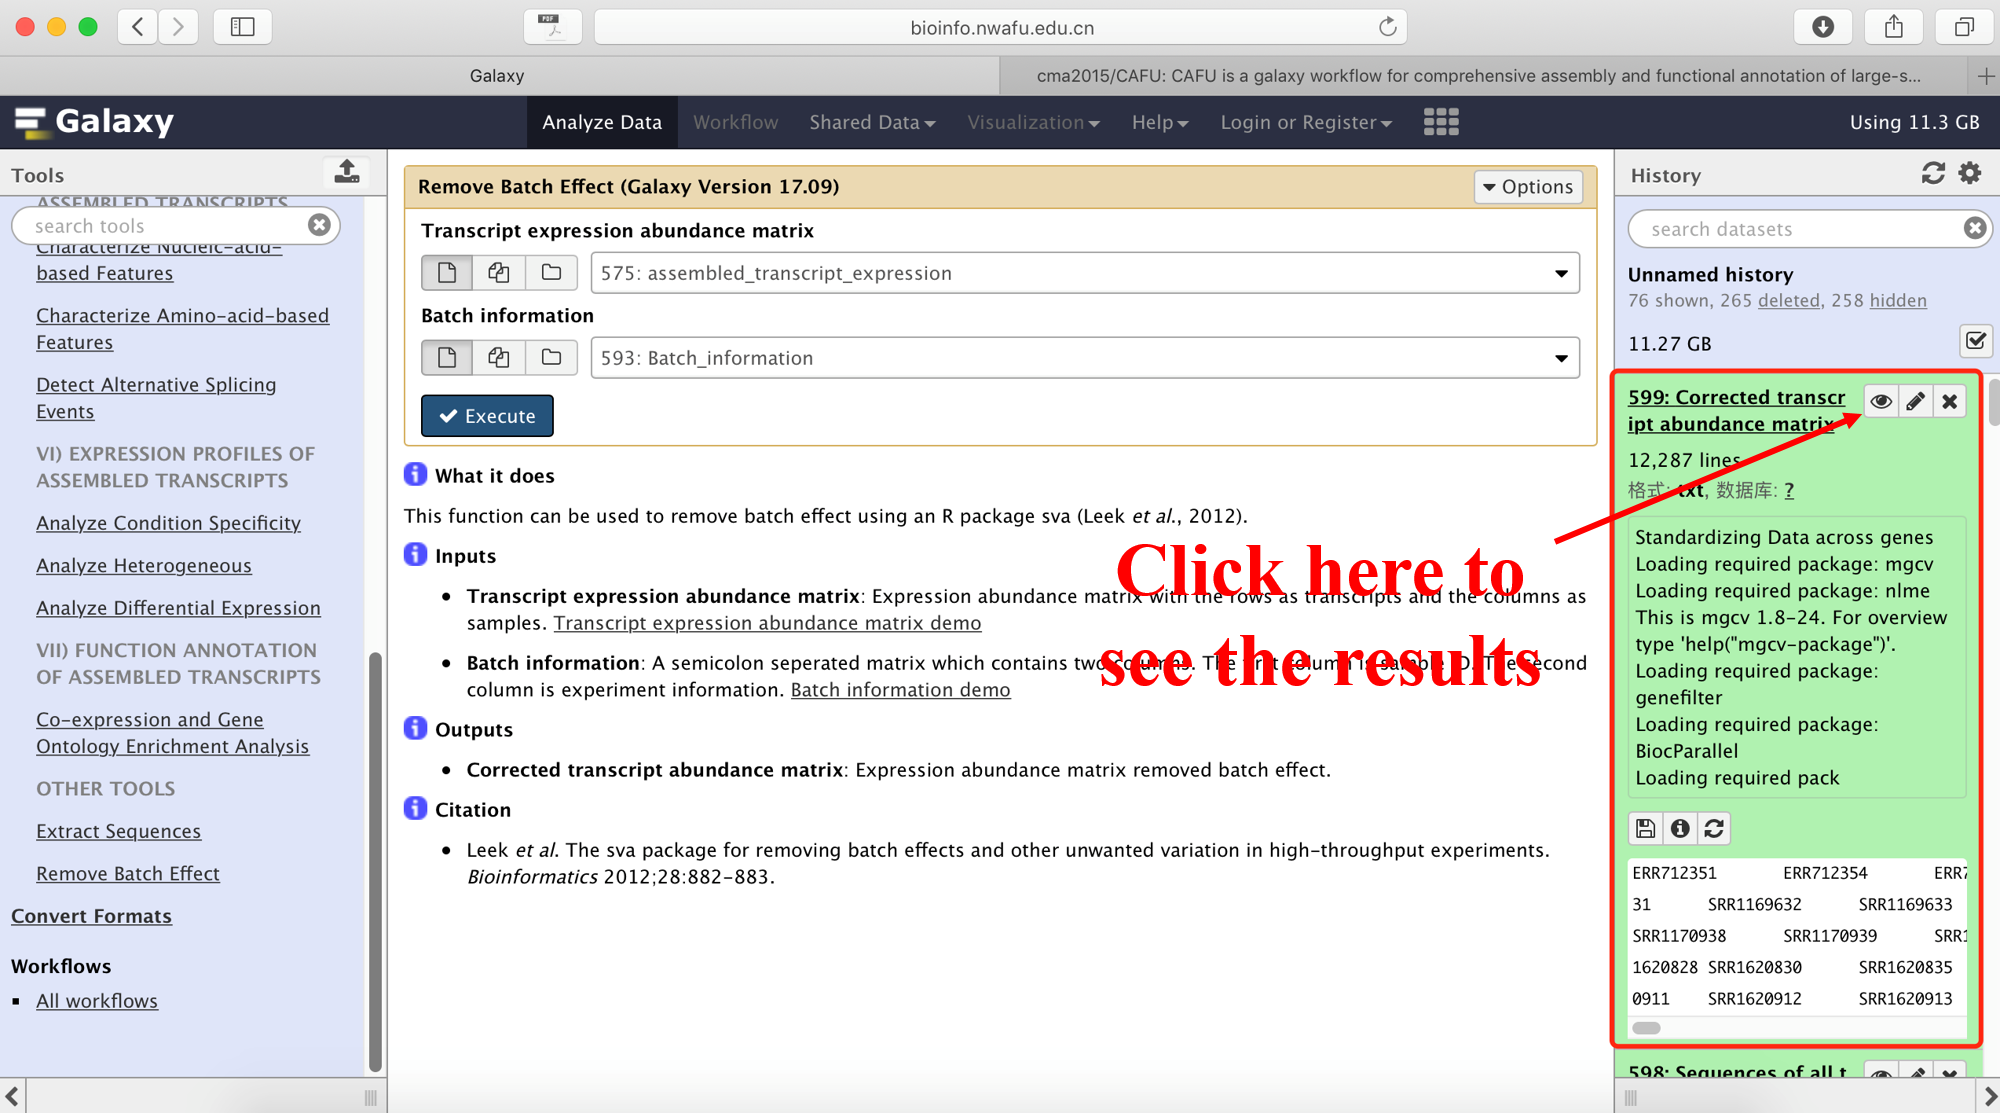 PDF
bioinfo.nwafu.edu.cn
Galaxy
cma2015/CAFU: CAFU is a galaxy workflow for comprehensive assembly and functional annotation of large-s...
Galaxy
Analyze Data
Workflow
Shared Data
Visualization
Help
Login or Register
Using 11.3 GB
Tools
ASSEMBLED TRANSCRIPTS
search tools
Characterize Nucleic-acid-
based Features
Characterize Amino-acid-based
Features
Detect Alternative Splicing
Events
VI) EXPRESSION PROFILES OF
ASSEMBLED TRANSCRIPTS
Analyze Condition Specificity
Analyze Heterogeneous
Analyze Differential Expression
VII) FUNCTION ANNOTATION
OF ASSEMBLED TRANSCRIPTS
Co-expression and Gene
Ontology Enrichment Analysis
OTHER TOOLS
Extract Sequences
Remove Batch Effect
Convert Formats
Workflows
All workflows
Remove Batch Effect (Galaxy Version 17.09)
Options
Transcript expression abundance matrix
575: assembled_transcript_expression
Batch information
593: Batch_information
Execute
What it does
This function can be used to remove batch effect using an R package sva (Leek et al., 2012).
Inputs
Transcript expression abundance matrix: Expression abundance matrix with the rows as transcripts and the columns as
samples. Transcript expression abundance matrix demo
Batch information: A semicolon seperated matrix which contains two columns. The first column is sample ID. The second
column is experiment information. Batch information demo
Outputs
Corrected transcript abundance matrix: Expression abundance matrix removed batch effect.
Citation
Leek et al. The sva package for removing batch effects and other unwanted variation in high-throughput experiments.
Bioinformatics 2012;28:882-883.
Click here to
see the results
History
search datasets
Unnamed history
76 shown, 265 deleted, 258 hidden
11.27 GB
599: Corrected transcr
ipt abundance matrix
12,287 lines
格式: txt, 数据库: ?
Standardizing Data across genes
Loading required package: mgcv
Loading required package: nlme
This is mgcv 1.8-24. For overview
type 'help("mgcv-package")'.
Loading required package:
genefilter
Loading required package:
BiocParallel
Loading required pack
ERR712351 ERR712354 ERR7
31 SRR1169632 SRR1169633
SRR1170938 SRR1170939 SRR1
1620828 SRR1620830 SRR1620835
0911 SRR1620912 SRR1620913
598: Sequences of all t